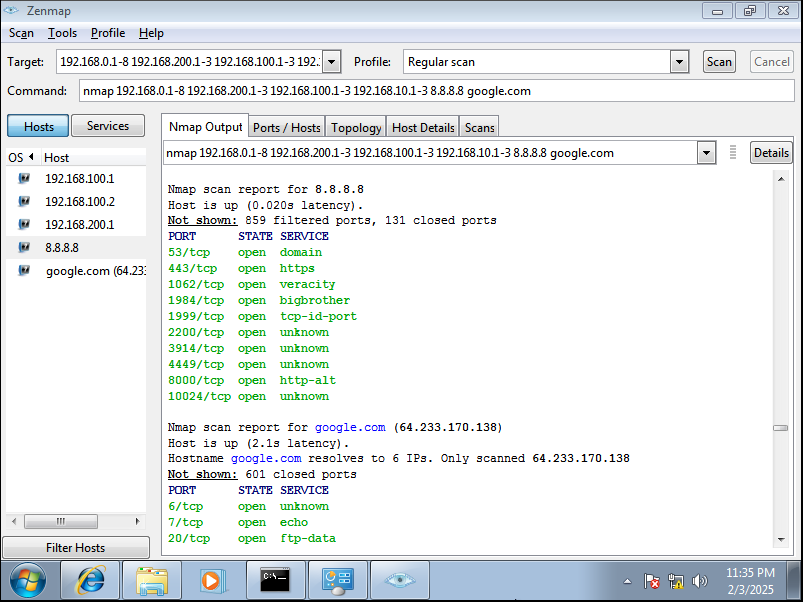 Zenmap
Scan Tools Profile Help
Target: 192.168.0.1-8 192.168.200.1-3 192.168.100.1-3 192. Profile: Regular scan Scan Cancel
Command: nmap 192.168.0.1-8 192.168.200.1-3 192.168.100.1-3 192.168.10.1-3 8.8.8.8 google.com
Hosts Services
OS Host
192.168.100.1
192.168.100.2
192.168.200.1
8.8.8.8
google.com (64.233
Filter Hosts
Nmap Output Ports / Hosts Topology Host Details Scans
nmap 192.168.0.1-8 192.168.200.1-3 192.168.100.1-3 192.168.10.1-3 8.8.8.8 google.com Details
Nmap scan report for 8.8.8.8
Host is up (0.020s latency).
Not shown: 859 filtered ports, 131 closed ports
PORT STATE SERVICE
53/tcp open domain
443/tcp open https
1062/tcp open veracity
1984/tcp open bigbrother
1999/tcp open tcp-id-port
2200/tcp open unknown
3914/tcp open unknown
4449/tcp open unknown
8000/tcp open http-alt
10024/tcp open unknown
Nmap scan report for google.com (64.233.170.138)
Host is up (2.1s latency).
Hostname google.com resolves to 6 IPs. Only scanned 64.233.170.138
Not shown: 601 closed ports
PORT STATE SERVICE
6/tcp open unknown
7/tcp open echo
20/tcp open ftp-data
C:\_
11:35 PM
2/3/2025